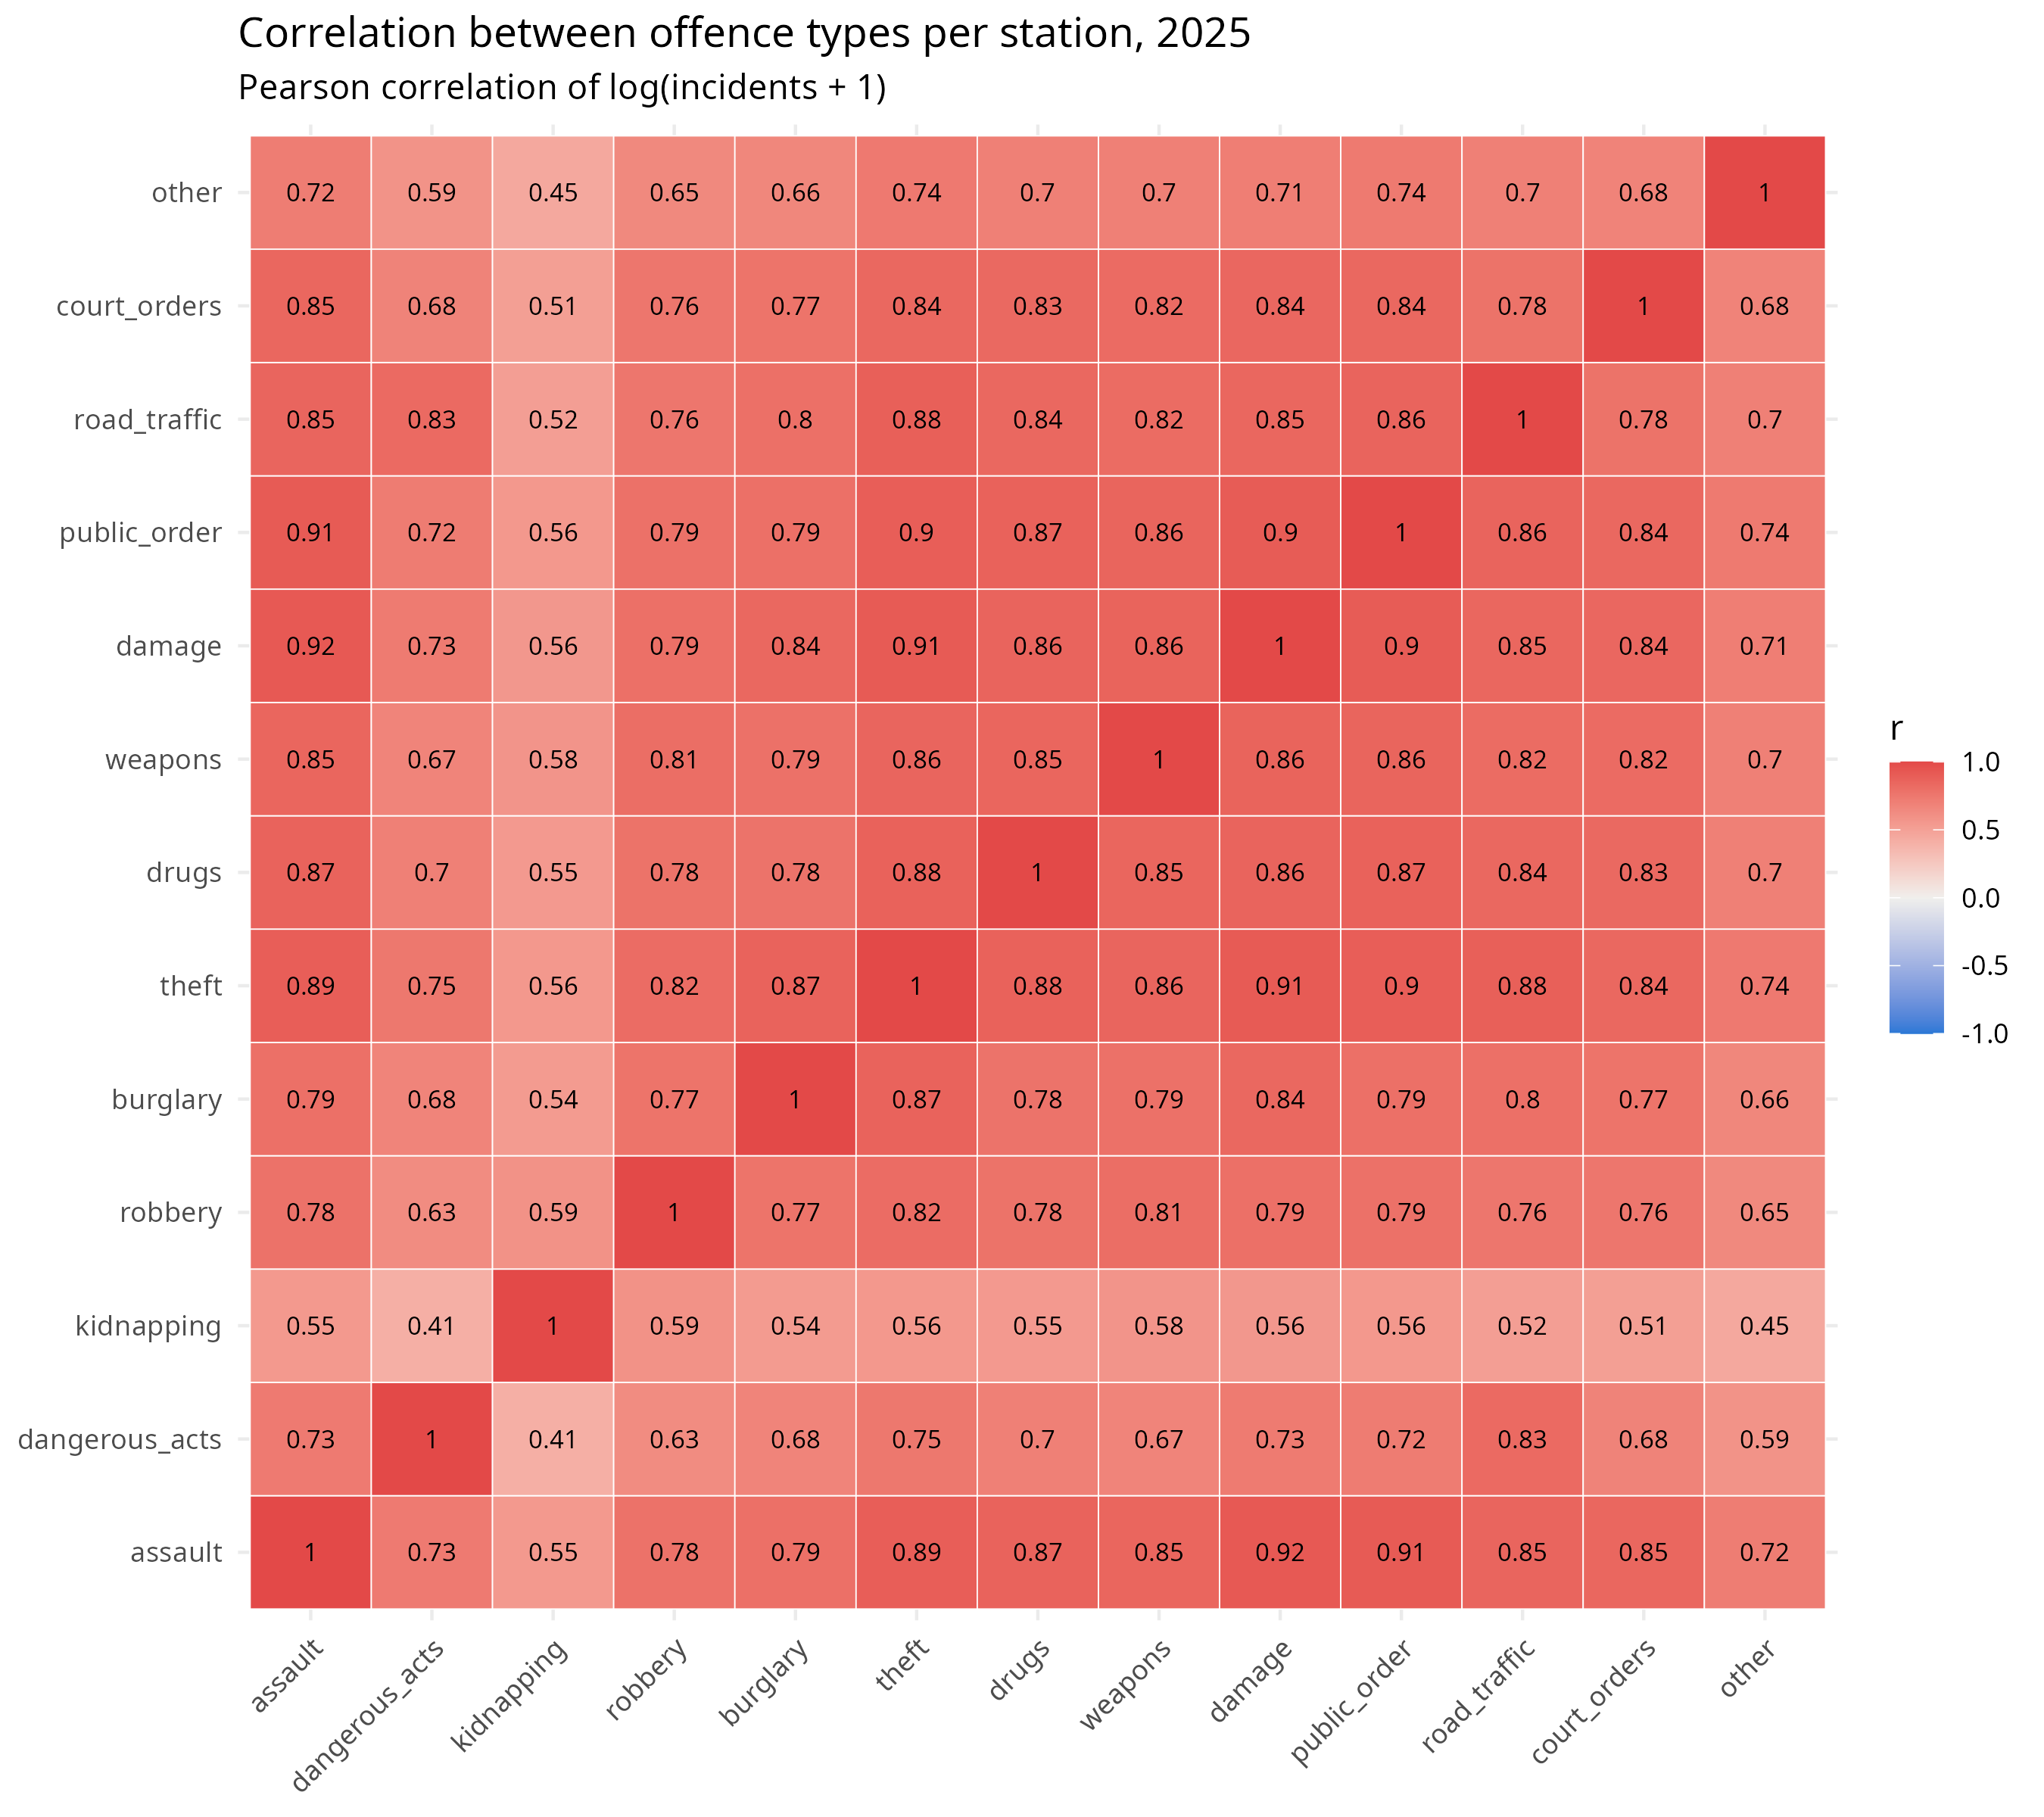 Correlation between offence types per station, 2025
Pearson correlation of log(incidents + 1)
other 0.72 0.59 0.45 0.65 0.66 0.74 0.7 0.7 0.71 0.74 0.7 0.68 1
court_orders 0.85 0.68 0.51 0.76 0.77 0.84 0.83 0.82 0.84 0.84 0.78 1 0.68
road_traffic 0.85 0.83 0.52 0.76 0.8 0.88 0.84 0.82 0.85 0.86 1 0.78 0.7
public_order 0.91 0.72 0.56 0.79 0.79 0.9 0.87 0.86 0.9 1 0.86 0.84 0.74
damage 0.92 0.73 0.56 0.79 0.84 0.91 0.86 0.86 1 0.9 0.85 0.84 0.71
weapons 0.85 0.67 0.58 0.81 0.79 0.86 0.85 1 0.86 0.86 0.82 0.82 0.7
drugs 0.87 0.7 0.55 0.78 0.78 0.88 1 0.85 0.86 0.87 0.84 0.83 0.7
theft 0.89 0.75 0.56 0.82 0.87 1 0.88 0.86 0.91 0.9 0.88 0.84 0.74
burglary 0.79 0.68 0.54 0.77 1 0.87 0.78 0.79 0.84 0.79 0.8 0.77 0.66
robbery 0.78 0.63 0.59 1 0.77 0.82 0.78 0.81 0.79 0.79 0.76 0.76 0.65
kidnapping 0.55 0.41 1 0.59 0.54 0.56 0.55 0.58 0.56 0.56 0.52 0.51 0.45
dangerous_acts 0.73 1 0.41 0.63 0.68 0.75 0.7 0.67 0.73 0.72 0.83 0.68 0.59
assault 1 0.73 0.55 0.78 0.79 0.89 0.87 0.85 0.92 0.91 0.85 0.85 0.72
assault dangerous_acts kidnapping robbery burglary theft drugs weapons damage public_order road_traffic court_orders other
r
1.0
0.5
0.0
-0.5
-1.0